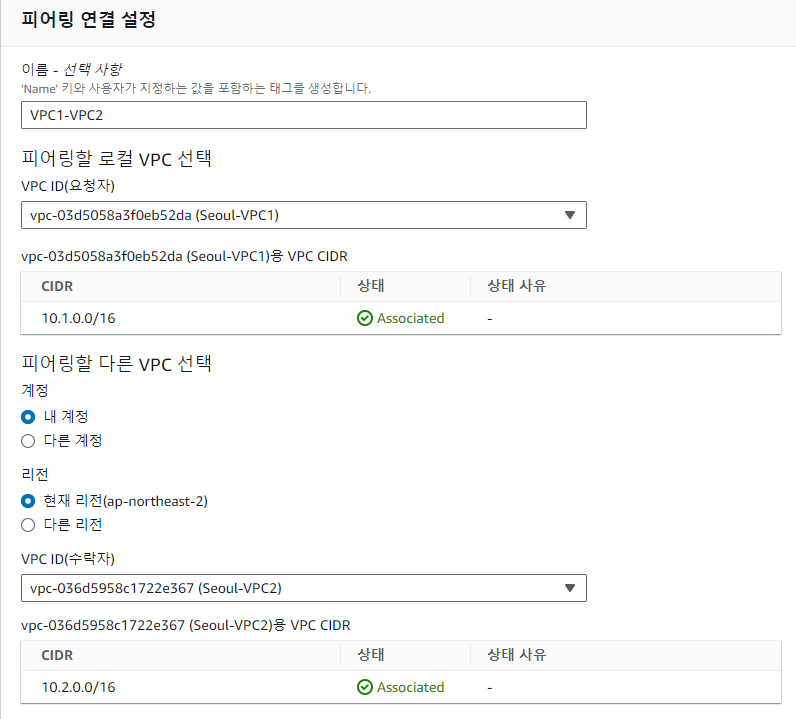 피어링 연결 설정
이름 - 선택 사항
'Name' 키와 사용자가 지정하는 값을 포함하는 태그를 생성합니다.
VPC1-VPC2
피어링할 로컬 VPC 선택
VPC ID(요청자)
vpc-03d5058a3f0eb52da (Seoul-VPC1)
vpc-03d5058a3f0eb52da (Seoul-VPC1)용 VPC CIDR
CIDR 상태 상태 사유
10.1.0.0/16 Associated -
피어링할 다른 VPC 선택
계정
내 계정
다른 계정
리전
현재 리전(ap-northeast-2)
다른 리전
VPC ID(수락자)
vpc-036d5958c1722e367 (Seoul-VPC2)
vpc-036d5958c1722e367 (Seoul-VPC2)용 VPC CIDR
CIDR 상태 상태 사유
10.2.0.0/16 Associated -